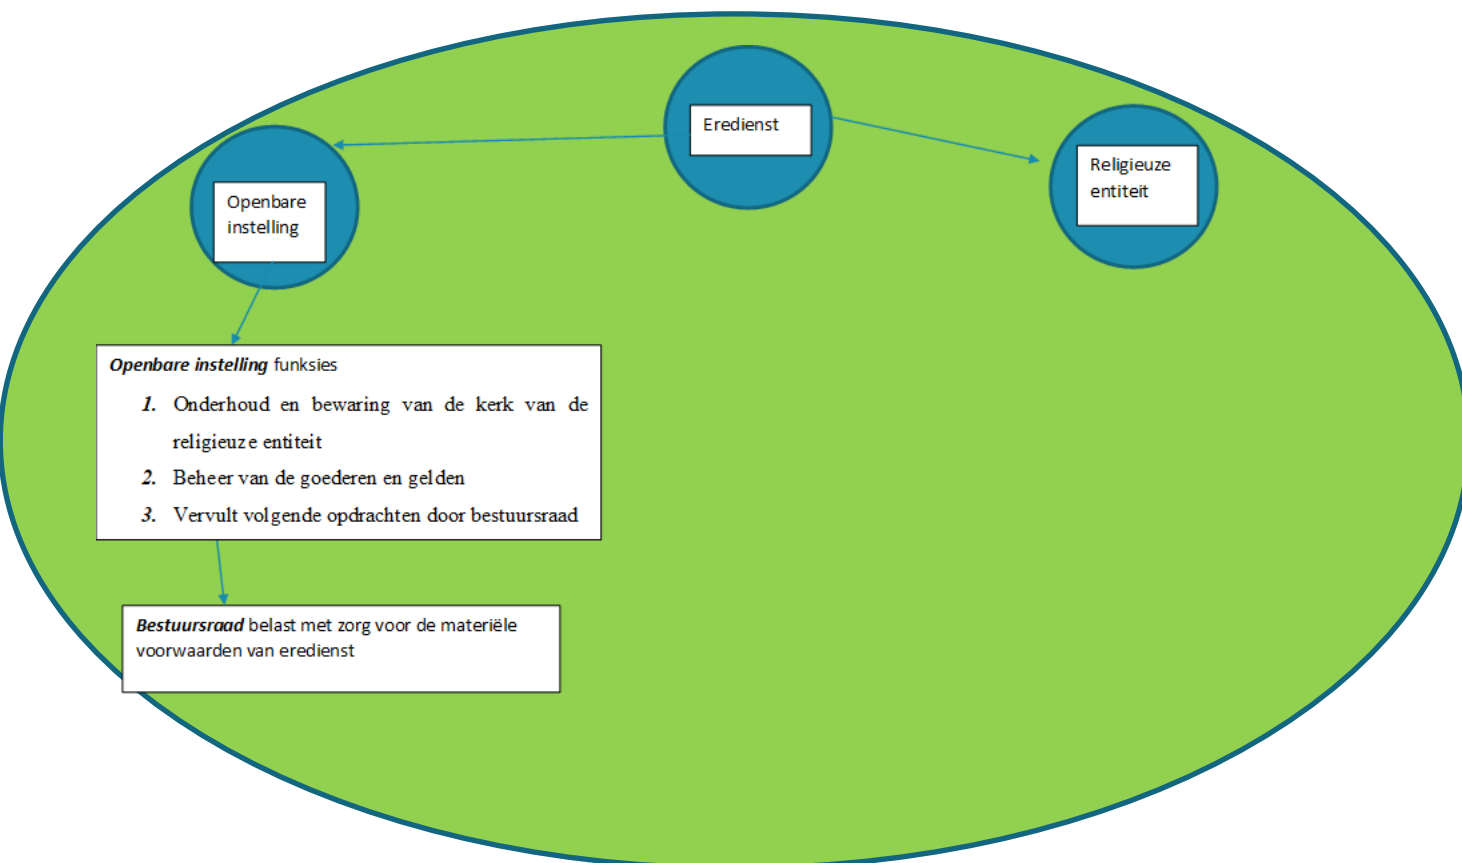 Eredienst
Religieuze
entiteit
Openbare
instelling
Openbare instelling funksies
1. Onderhoud en bewaring van de kerk van de
religieuze entiteit
2. Beheer van de goederen en gelden
3. Vervult volgende opdrachten door bestuursraad
Bestuursraad belast met zorg voor de materiële
voorwaarden van eredienst